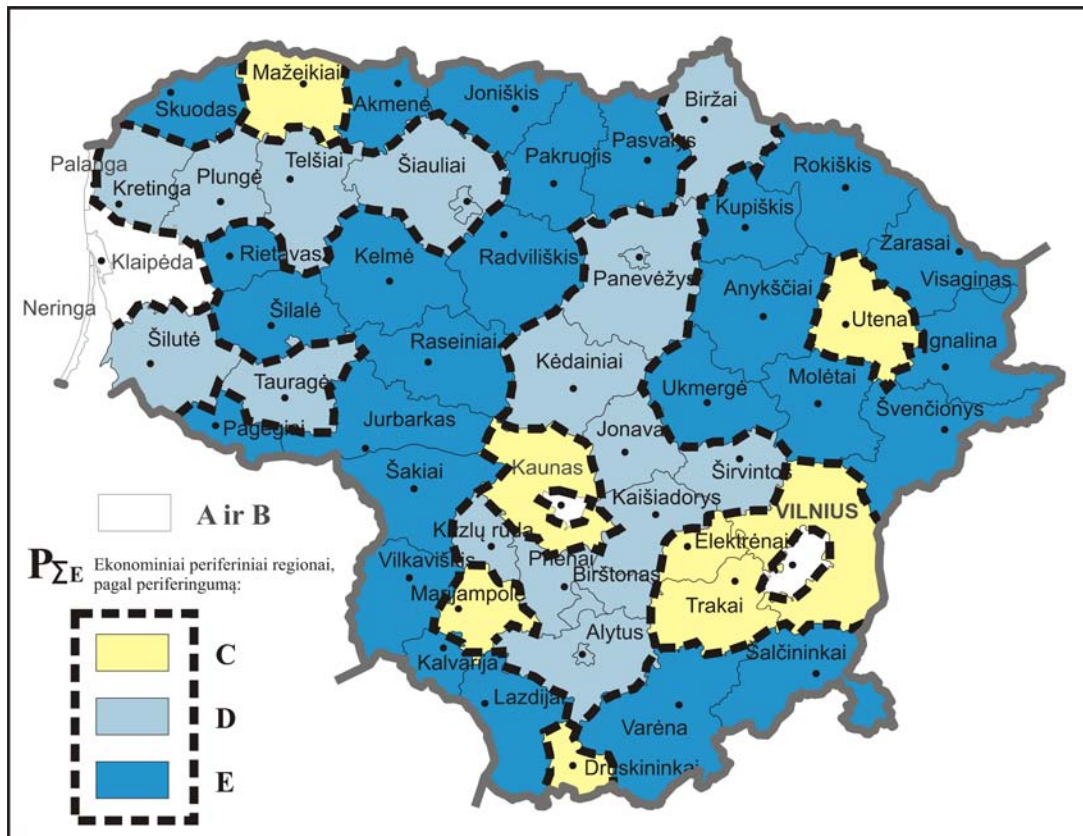 Mažeikiai
Skuodas
Akmenė
Joniškis
Biržai
Pasvalys
Pakruojis
Rokiškis
Palanga
Telšiai
Šiauliai
Plungė
Kretinga
Kupiškis
Zarasai
Klaipėda
Rietavas
Kelmė
Radviliškis
Panevėžys
Visaginas
Anykščiai
Neringa
Šilalė
Utena
gnalina
Šilutė
Raseiniai
Kėdainiai
Molėtai
Tauragė
Ukmergė
Švenčionys
Pagėgiai
Jurbarkas
Jonava
Šakiai
Kaunas
Širvintos
Kaišiadorys
VILNIUS
A ir B
Kazlų rūda
Elektrėnai
Vilkaviškis
Prienai
Birštonas
PΣE Ekonominiai periferiniai regionai,
pagal periferingumą:
Marijampolė
Trakai
Alytus
C
Kalvarija
Šalčininkai
Lazdijai
D
Varėna
Druskininkai
E